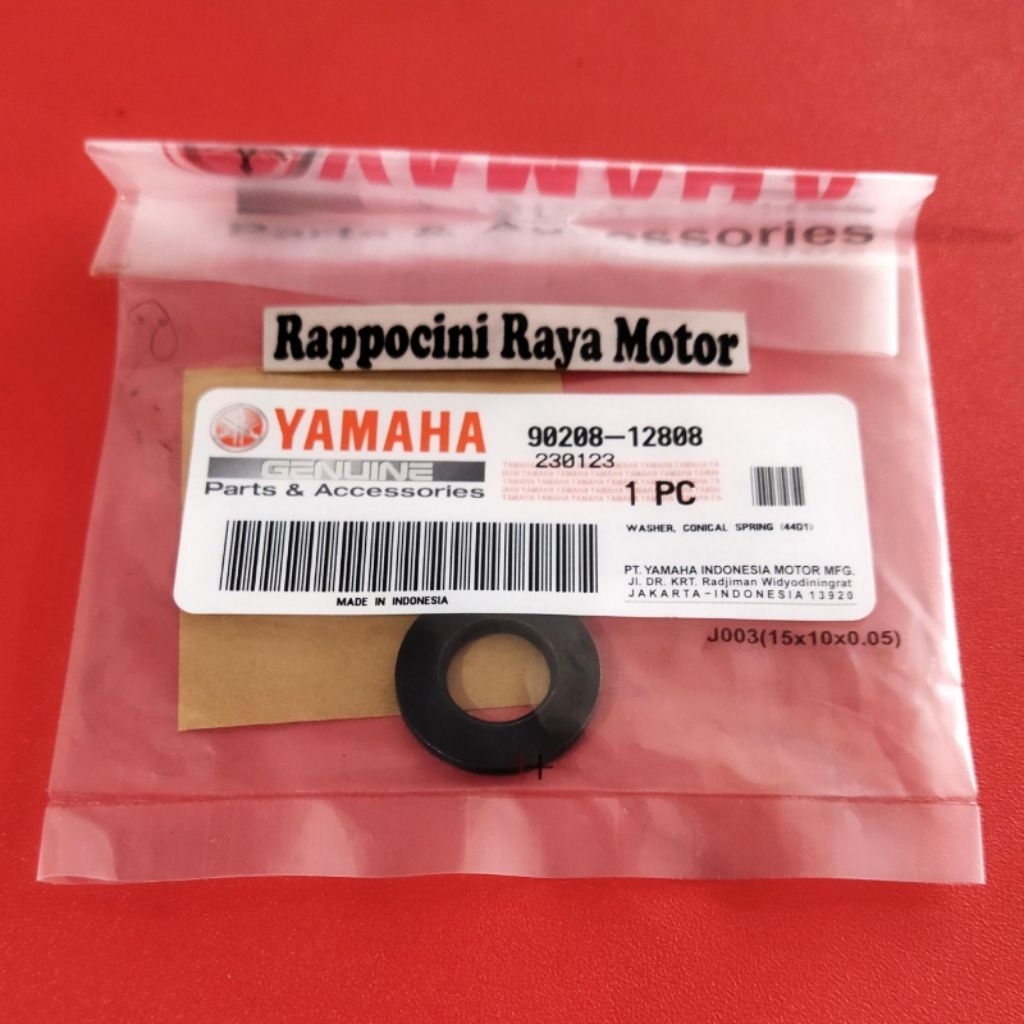 YAMAHA
Parts & Accessories
Rappocini Raya Motor
YAMAHA
GENUINE
Parts & Accessories
90208-12808
230123
1 PC
WASHER, CONICAL SPRING (44D1)
PT. YAMAHA INDONESIA MOTOR MFG.
Jl. DR. KRT. Radjiman Widyodiningrat
JAKARTA-INDONESIA 13920
MADE IN INDONESIA
J003(15x10x0.05)